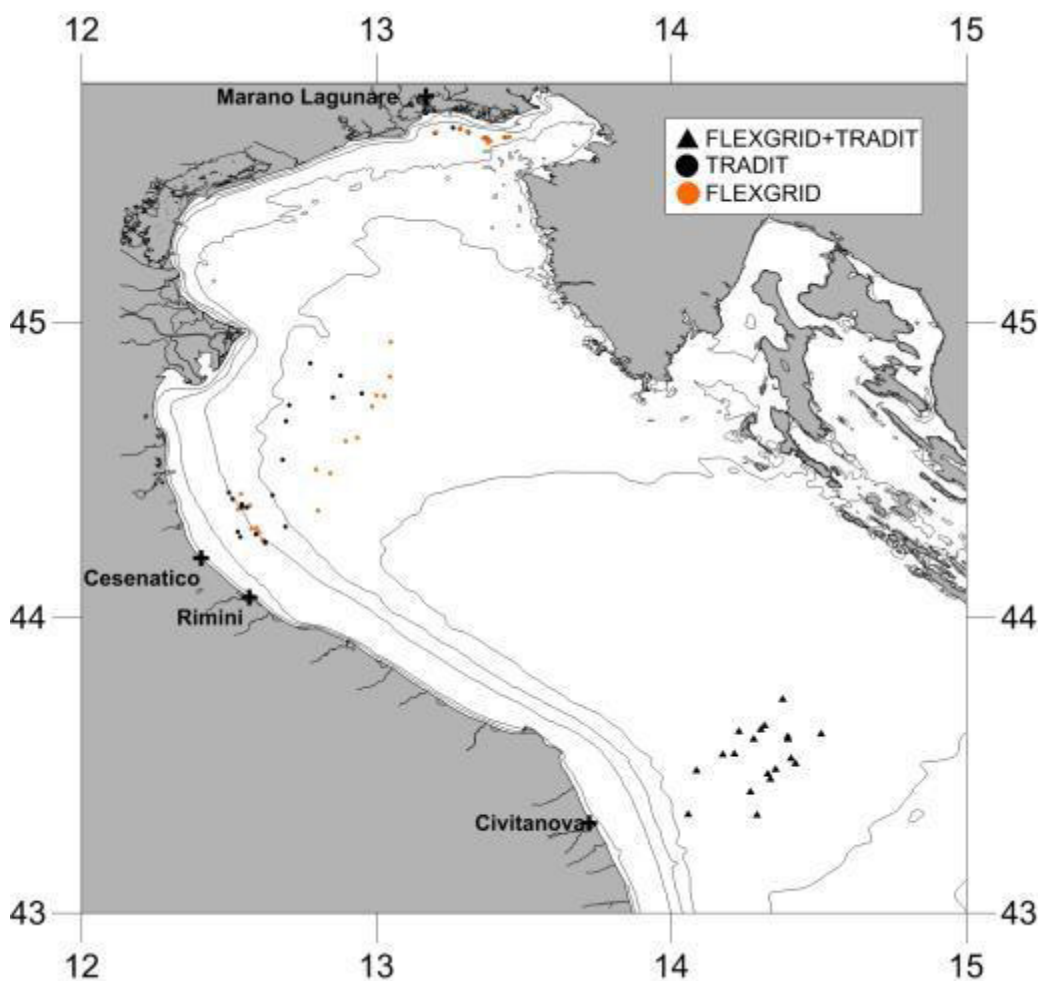 12 13 14 15
Marano Lagunare
FLEXGRID+TRADIT
TRADIT
FLEXGRID
45 45
Cesenatico
44 44
Rimini
Civitanova
43 43
12 13 14 15